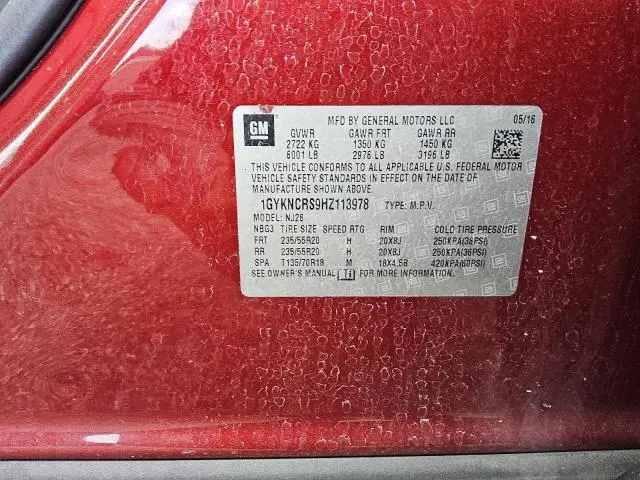 GM
MFD BY GENERAL MOTORS LLC 05/16
GVWR GAWR FRT GAWR RR
2722 KG 1350 KG 1450 KG
6001 LB 2976 LB 3196 LB
THIS VEHICLE CONFORMS TO ALL APPLICABLE U.S. FEDERAL MOTOR
VEHICLE SAFETY STANDARDS IN EFFECT ON THE DATE OF
MANUFACTURE SHOWN ABOVE.
1GYKNCRS9HZ113978 TYPE: M.P.V.
MODEL: NJ26
NBG3 TIRE SIZE SPEED RTG RIM COLD TIRE PRESSURE
FRT 235/55R20 H 20X8J 250KPA(36PSI)
RR 235/55R20 H 20X8J 250KPA(36PSI)
SPA T135/70R18 M 18X4.5B 420KPA(60PSI)
SEE OWNER'S MANUAL FOR MORE INFORMATION.